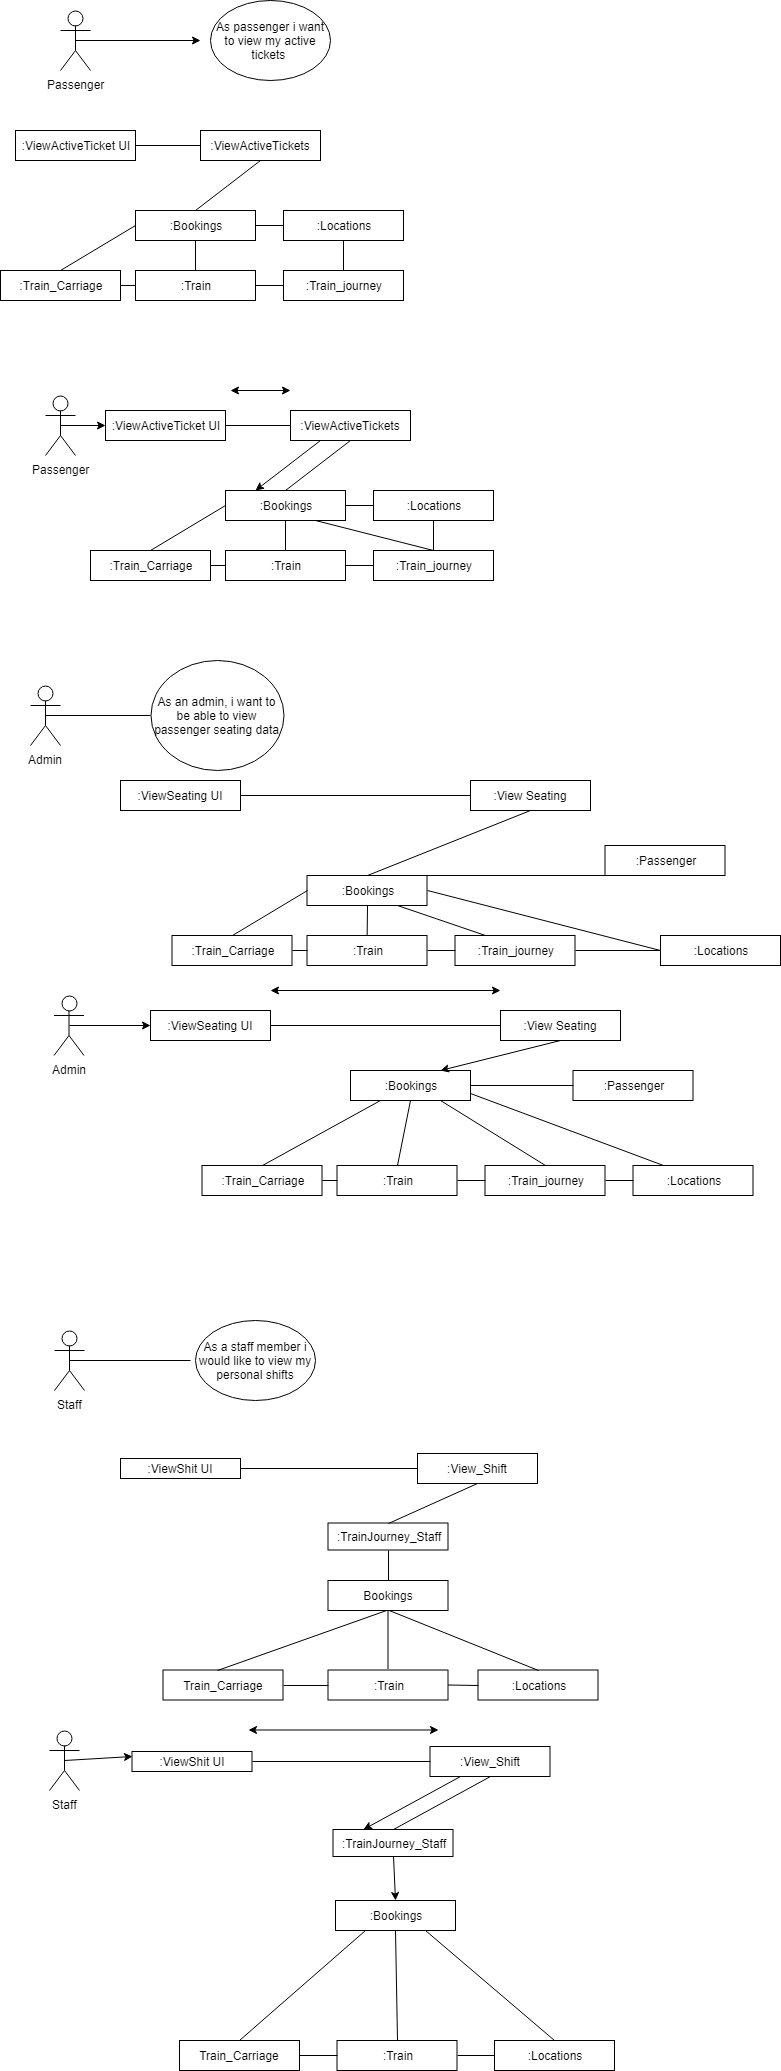 As passenger i want
to view my active
tickets
Passenger
:ViewActiveTicket UI
:ViewActiveTickets
:Bookings
:Locations
:Train_Carriage
:Train
:Train_journey
:ViewActiveTicket UI
:ViewActiveTickets
Passenger
:Bookings
:Locations
:Train_Carriage
:Train
:Train_journey
As an admin, i want to
be able to view
passenger seating data
Admin
:ViewSeating UI
:View Seating
:Passenger
:Bookings
:Train_Carriage
:Train
:Train_journey
:Locations
:ViewSeating UI
:View Seating
Admin
:Bookings
:Passenger
:Train_Carriage
:Train
:Train_journey
:Locations
As a staff member i
would like to view my
personal shifts
Staff
:ViewShit UI
:View_Shift
:TrainJourney_Staff
Bookings
Train_Carriage
:Train
:Locations
:ViewShit UI
:View_Shift
Staff
:TrainJourney_Staff
:Bookings
Train_Carriage
:Train
:Locations